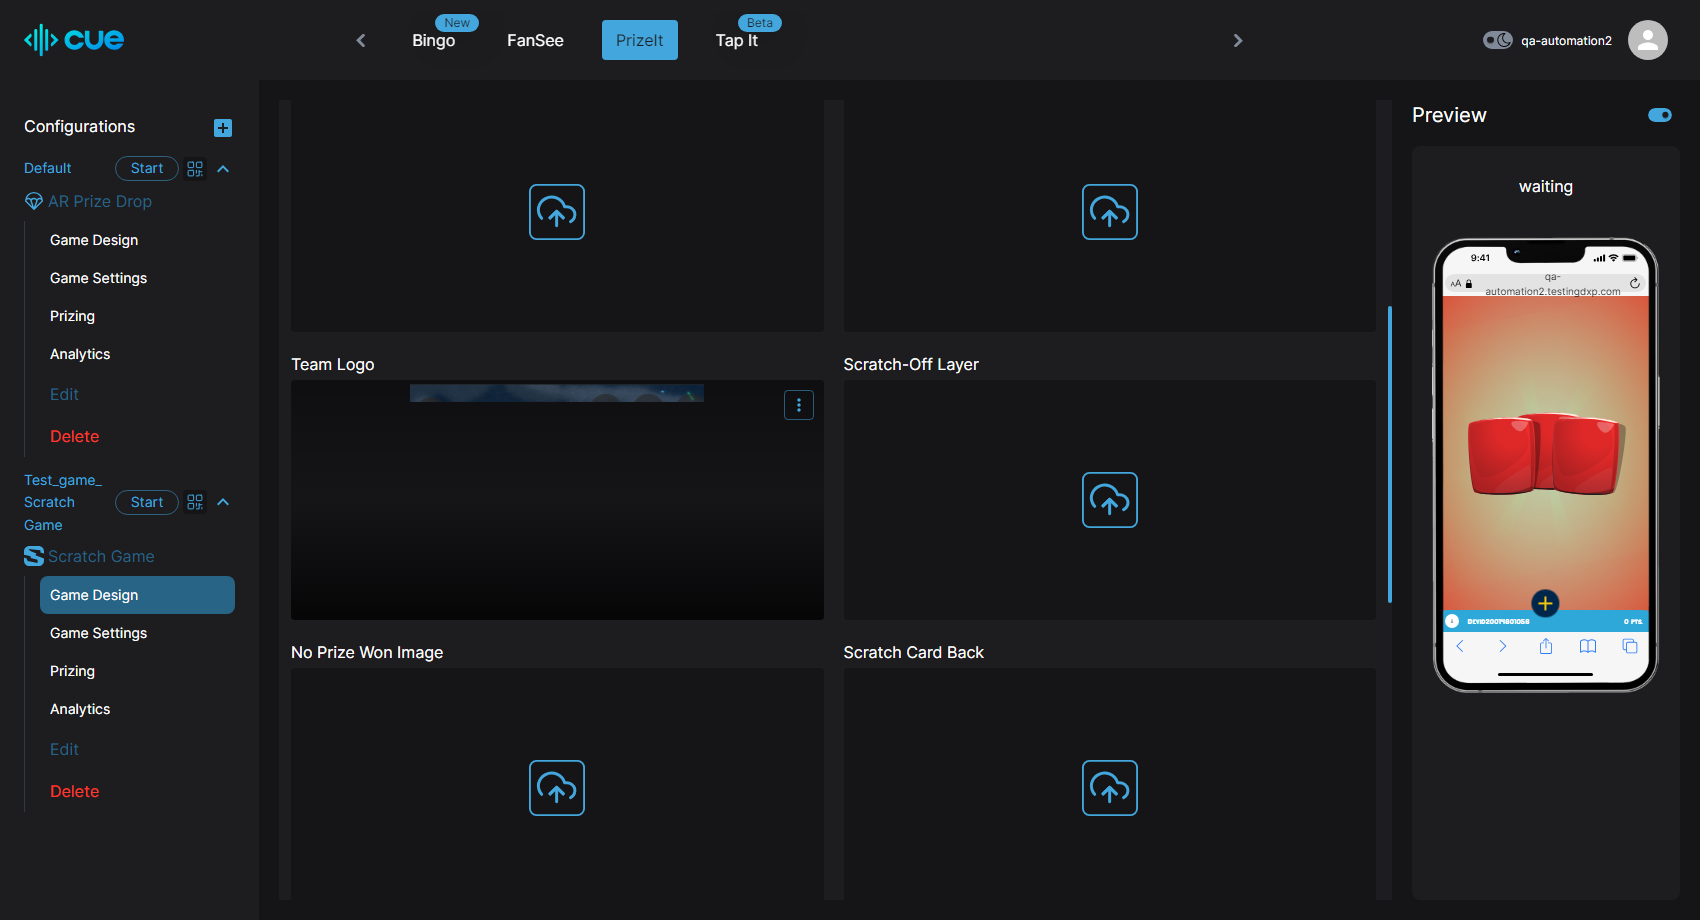 cue
New
Bingo
FanSee
PrizeIt
Beta
Tap It
qa-automation2
Configurations
Default
Start
AR Prize Drop
Game Design
Game Settings
Prizing
Analytics
Edit
Delete
Test_game_
Scratch
Game
Start
Scratch Game
Game Design
Game Settings
Prizing
Analytics
Edit
Delete
Team Logo
Scratch-Off Layer
No Prize Won Image
Scratch Card Back
Preview
waiting
9:41
AA
qa-
automation2.testingdxp.com
0 PTS.